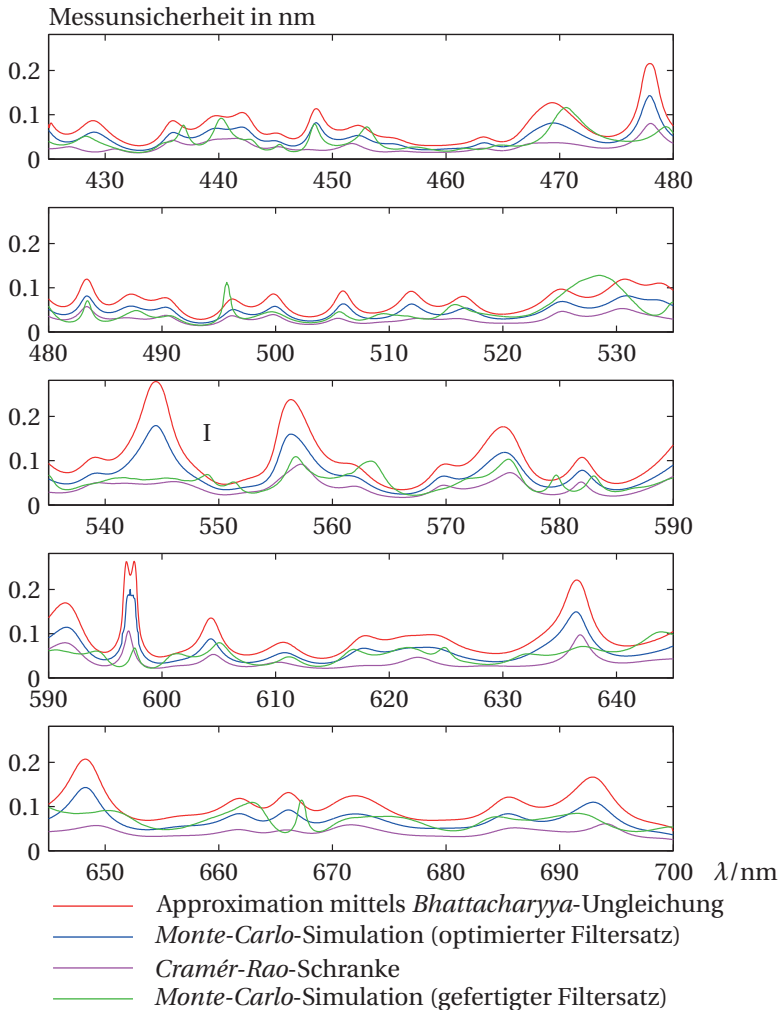 Messunsicherheit in nm
0.2
0.1
0
430 440 450 460 470 480
0.2
0.1
0
480 490 500 510 520 530
0.2
I
0.1
0
540 550 560 570 580 590
0.2
0.1
0
590 600 610 620 630 640
0.2
0.1
0
650 660 670 680 690 700 λ/nm
Approximation mittels Bhattacharyya-Ungleichung
Monte-Carlo-Simulation (optimierter Filtersatz)
Cramér-Rao-Schranke
Monte-Carlo-Simulation (gefertigter Filtersatz)